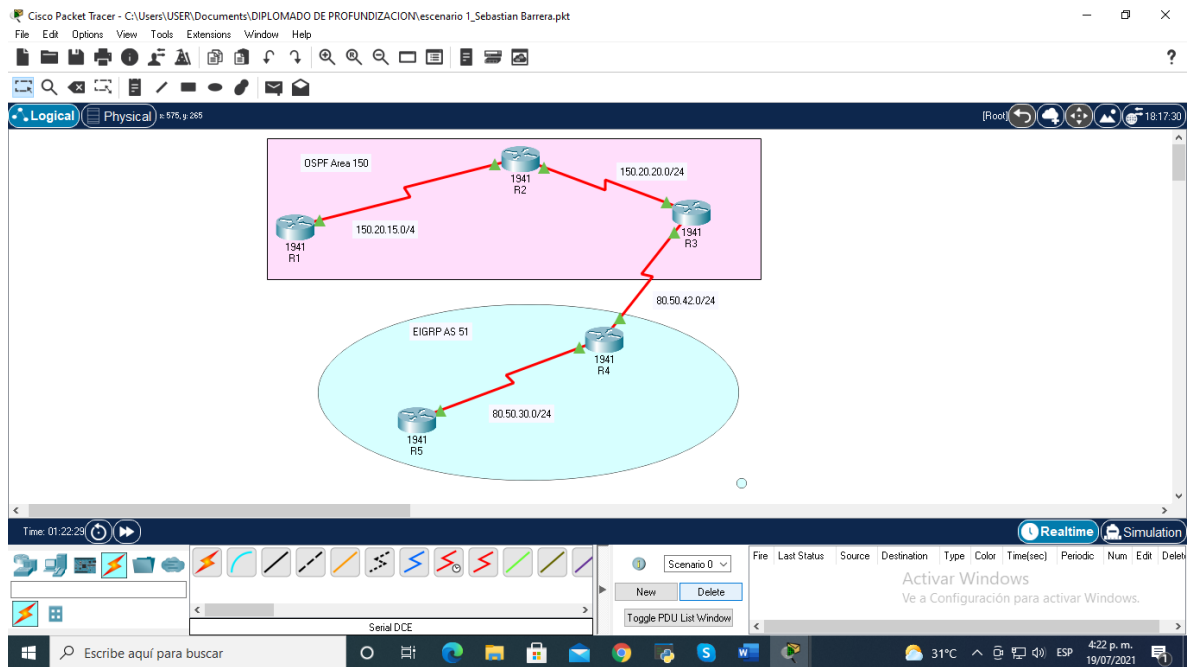 Cisco Packet Tracer - C:\Users\USER\Documents\DIPLOMADO DE PROFUNDIZACION\escenario 1_Sebastian Barrera.pkt
File Edit Options View Tools Extensions Window Help
?
Logical Physical x: 575, y: 265
[Root] 18:17:30
OSPF Area 150
1941
R2
150.20.20.0/24
1941
R3
150.20.15.0/4
1941
R1
80.50.42.0/24
EIGRP AS 51
1941
R4
80.50.30.0/24
1941
R5
Time: 01:22:29
Realtime Simulation
Scenario 0
New Delete
Toggle PDU List Window
Serial DCE
Fire Last Status Source Destination Type Color Time(sec) Periodic Num Edit Delet
Activar Windows
Ve a Configuración para activar Windows.
Escribe aquí para buscar
31°C ESP
4:22 p. m.
19/07/2021
1